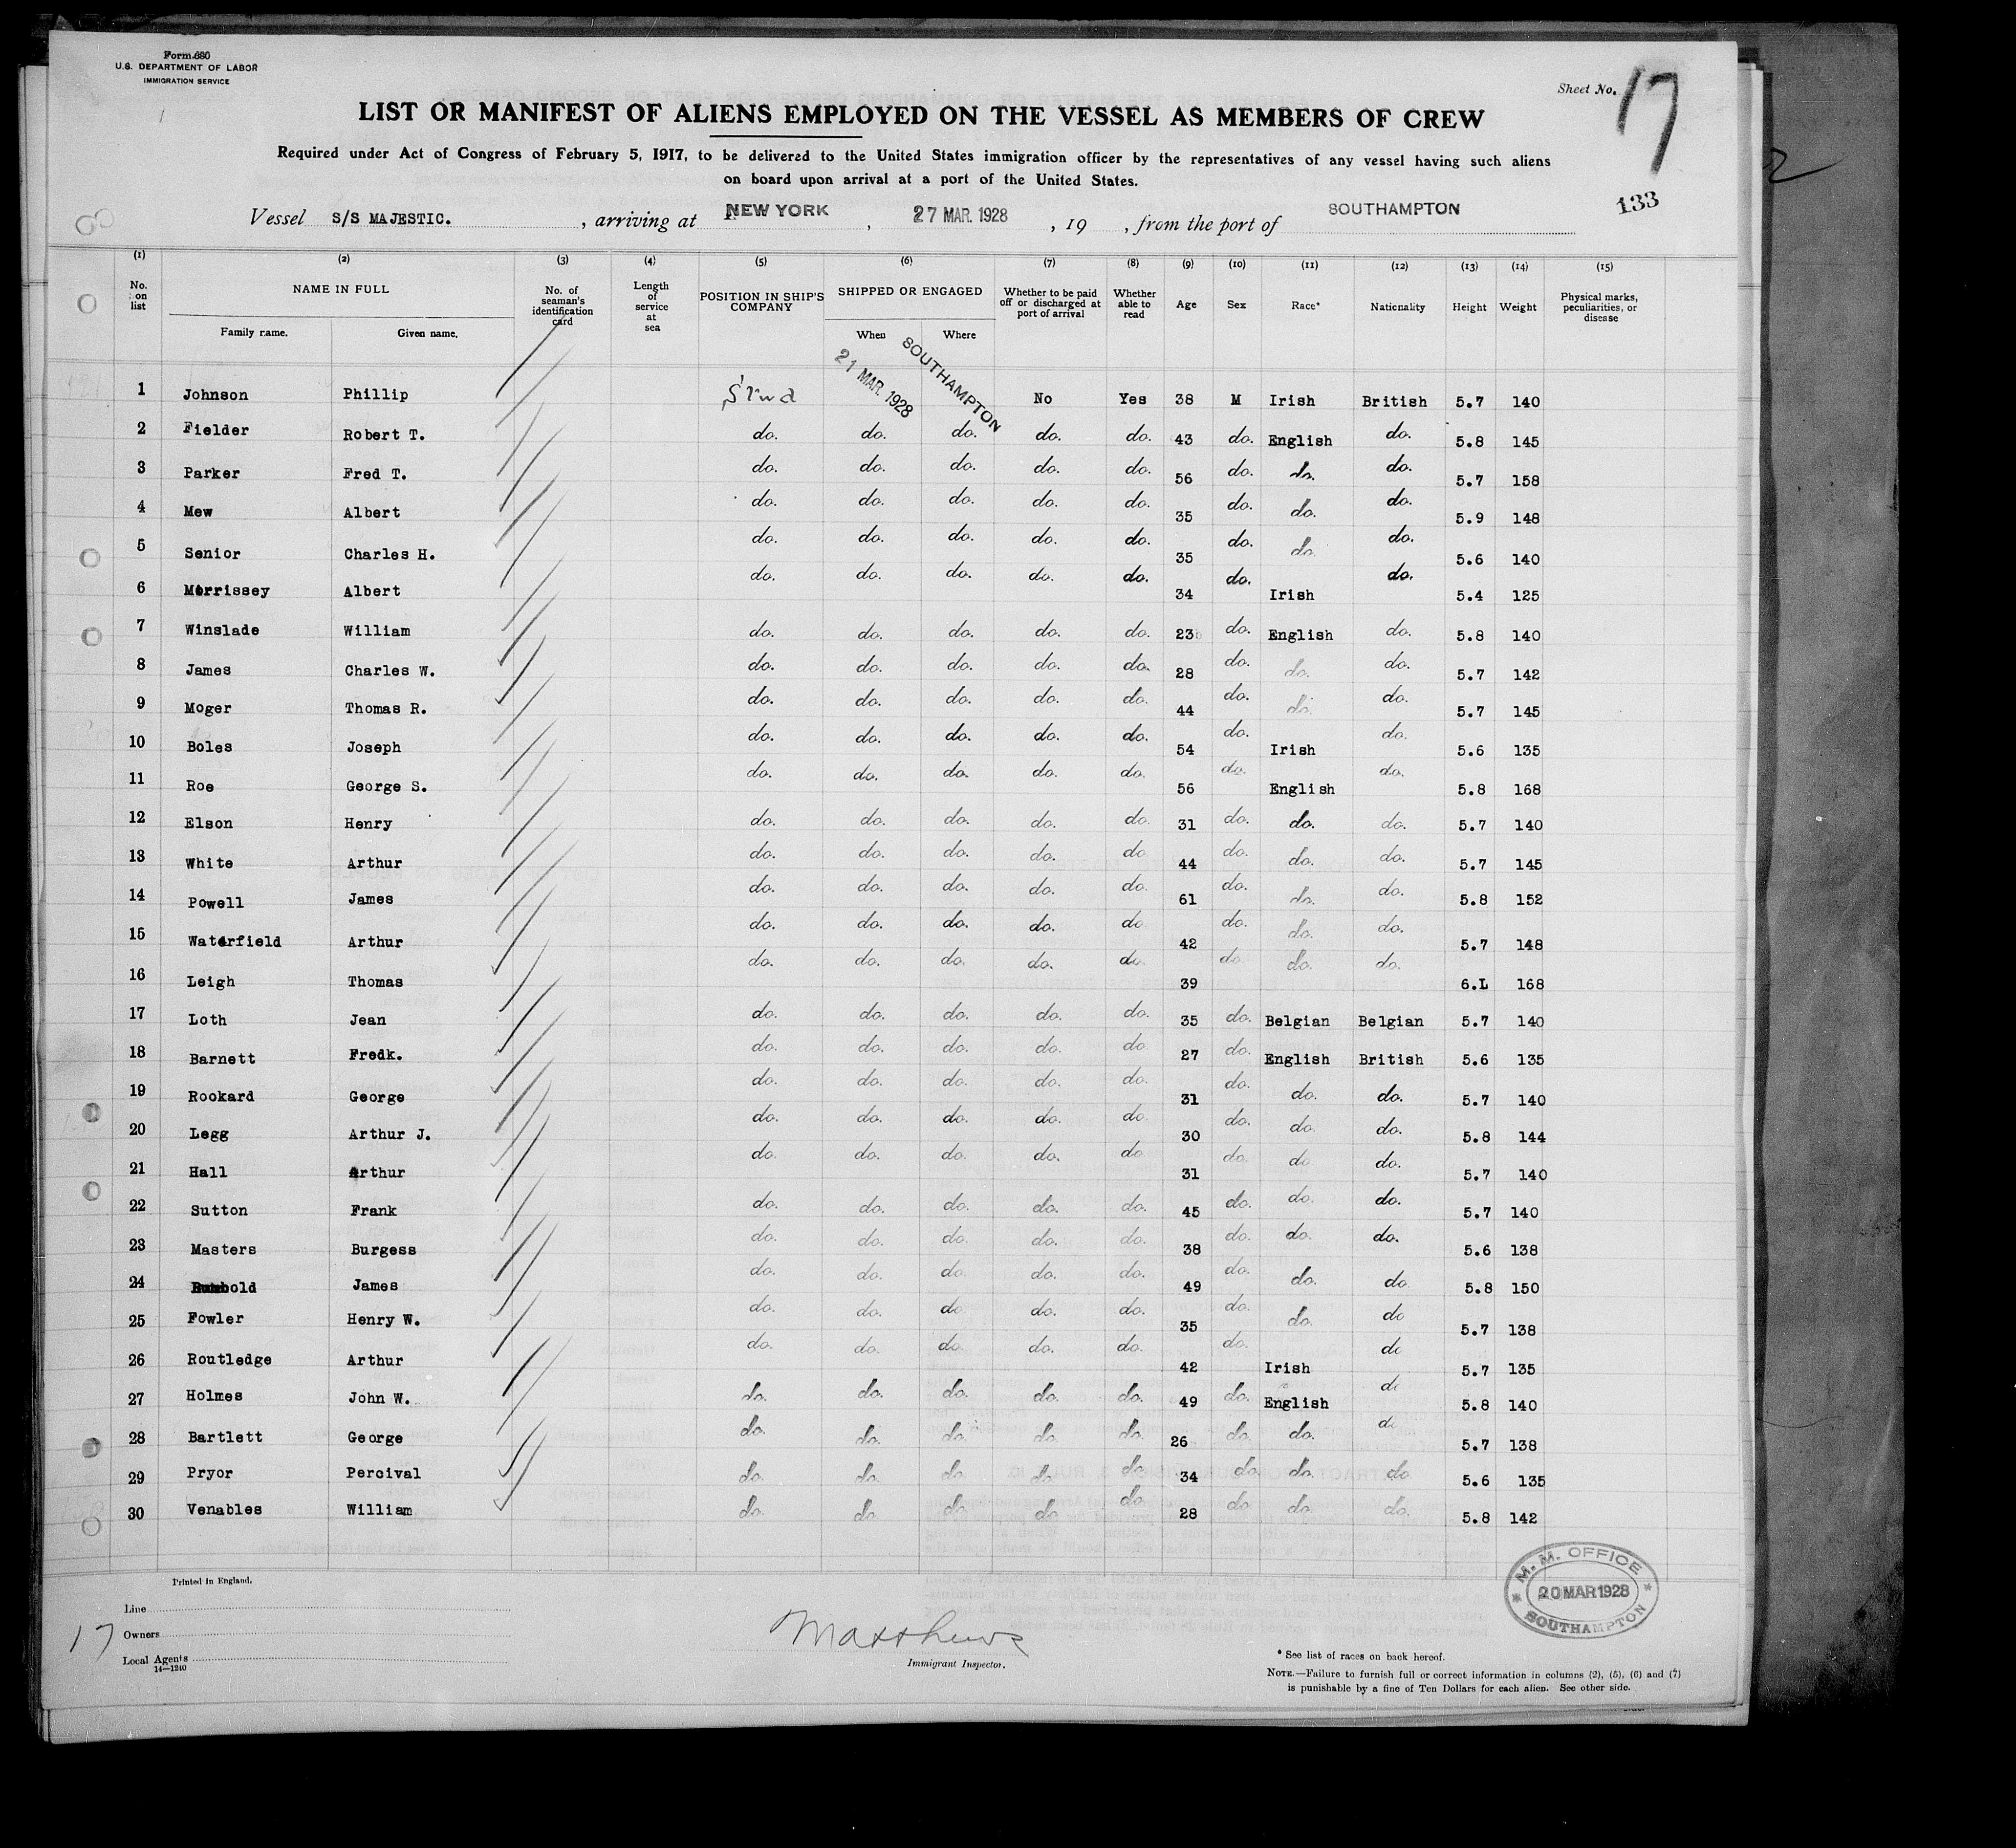 Form 680
U.S. DEPARTMENT OF LABOR
IMMIGRATION SERVICE
Sheet No. 17
LIST OR MANIFEST OF ALIENS EMPLOYED ON THE VESSEL AS MEMBERS OF CREW
Required under Act of Congress of February 5, 1917, to be delivered to the United States immigration officer by the representatives of any vessel having such aliens
on board upon arrival at a port of the United States.
133
Vessel S/S MAJESTIC. , arriving at NEW YORK , 27 MAR. 1928 , 19 , from the port of SOUTHAMPTON
(1) (2) (3) (4) (5) (6) (7) (8) (9) (10) (11) (12) (13) (14) (15)
No. on list NAME IN FULL Family name. Given name. No. of seaman's identification card Length of service at sea POSITION IN SHIP'S COMPANY SHIPPED OR ENGAGED When Where Whether to be paid off or discharged at port of arrival Whether able to read Age Sex Race* Nationality Height Weight Physical marks, peculiarities, or disease
1 Johnson Phillip Stwd 21 MAR. 1928 SOUTHAMPTON No Yes 38 M Irish British 5.7 140
2 Fielder Robert T. do. do. do. do. do. 43 do. English do. 5.8 145
3 Parker Fred T. do. do. do. do. do. 56 do. do. do. 5.7 158
4 Mew Albert do. do. do. do. do. 35 do. do. do. 5.9 148
5 Senior Charles H. do. do. do. do. do. 35 do. do. do. 5.6 140
6 Morrissey Albert do. do. do. do. do. 34 do. Irish do. 5.4 125
7 Winslade William do. do. do. do. do. 23 do. English do. 5.8 140
8 James Charles W. do. do. do. do. do. 28 do. do. do. 5.7 142
9 Moger Thomas R. do. do. do. do. do. 44 do. do. do. 5.7 145
10 Boles Joseph do. do. do. do. do. 54 do. Irish do. 5.6 135
11 Roe George S. do. do. do. do. do. 56 do. English do. 5.8 168
12 Elson Henry do. do. do. do. do. 31 do. do. do. 5.7 140
13 White Arthur do. do. do. do. do 44 do. do. do. 5.7 145
14 Powell James do. do. do. do. do. 61 do. do. do. 5.8 152
15 Waterfield Arthur do. do. do. do. do 42 do. do. do. 5.7 148
16 Leigh Thomas do. do. do. do. do. 39 do do. do. 6.L 168
17 Loth Jean do. do. do. do. do. 35 do. Belgian Belgian 5.7 140
18 Barnett Fredk. do. do. do. do. do 27 do. English British 5.6 135
19 Rookard George do. do. do. do. do. 31 do. do. do. 5.7 140
20 Legg Arthur J. do. do. do. do. do. 30 do. do. do. 5.8 144
21 Hall Arthur do. do. do. do. do 31 do. do do. 5.7 140
22 Sutton Frank do. do. do. do. do. 45 do. do. do. 5.7 140
23 Masters Burgess do. do. do. do. do. 38 do. do. do. 5.6 138
24 Rumbold James do. do. do. do. do. 49 do. do. do 5.8 150
25 Fowler Henry W. do. do. do do. do. 35 do. do. do 5.7 138
26 Routledge Arthur do. do. do. do. do. 42 do. Irish do 5.7 135
27 Holmes John W. do. do. do. do. do. 49 do. English do 5.8 140
28 Bartlett George do. do. do. do. do. 26 do. do. do 5.7 138
29 Pryor Percival do. do. do. do. do. 34 do. do. do. 5.6 135
30 Venables William do. do. do. do. do. 28 do. do. do. 5.8 142
Printed in England.
M. M. OFFICE
20 MAR 1928
SOUTHAMPTON
Line
17 Owners
Local Agents
14—1240
Matthews
Immigrant Inspector.
* See list of races on back hereof.
NOTE.—Failure to furnish full or correct information in columns (2), (5), (6) and (7)
is punishable by a fine of Ten Dollars for each alien. See other side.